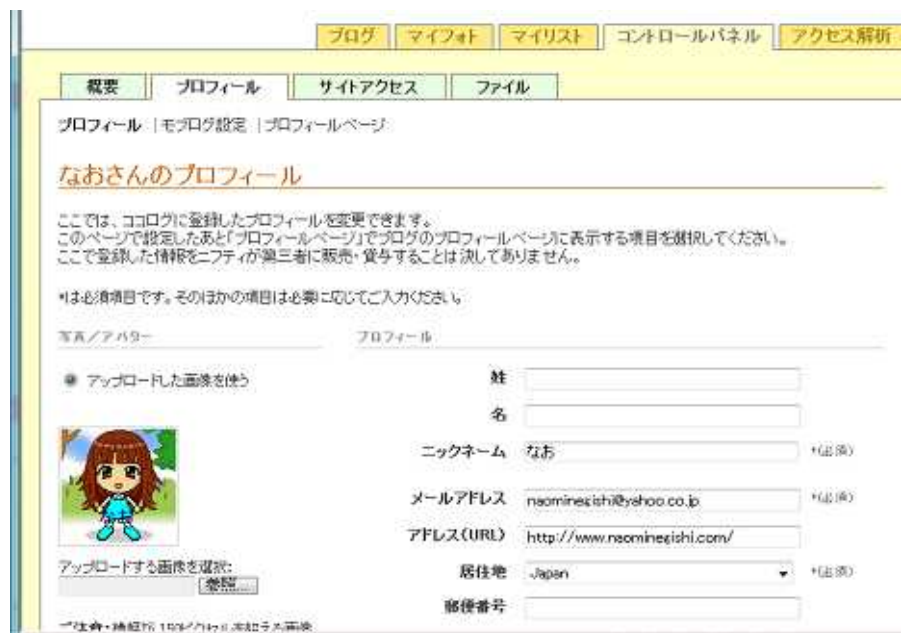 ブログ マイフォト マイリスト コントロールパネル アクセス解析
概要 プロフィール サイトアクセス ファイル
プロフィール | モブログ設定 | プロフィールページ
なおさんのプロフィール
ここでは、ココログに登録したプロフィールを変更できます。
このページで設定したあと「プロフィールページ」でブログのプロフィールページに表示する項目を選択してください。
ここで登録した情報をニフティが第三者に販売・貸与することは決してありません。
*は必須項目です。そのほかの項目は必要に応じてご入力ください。
写真/アバター プロフィール
アップロードした画像を使う
姓
名
ニックネーム なお *(必須)
メールアドレス naominegishi@yahoo.co.jp *(必須)
アドレス(URL) http://www.naominegishi.com/
アップロードする画像を選択:
参照...
居住地 Japan *(必須)
郵便番号